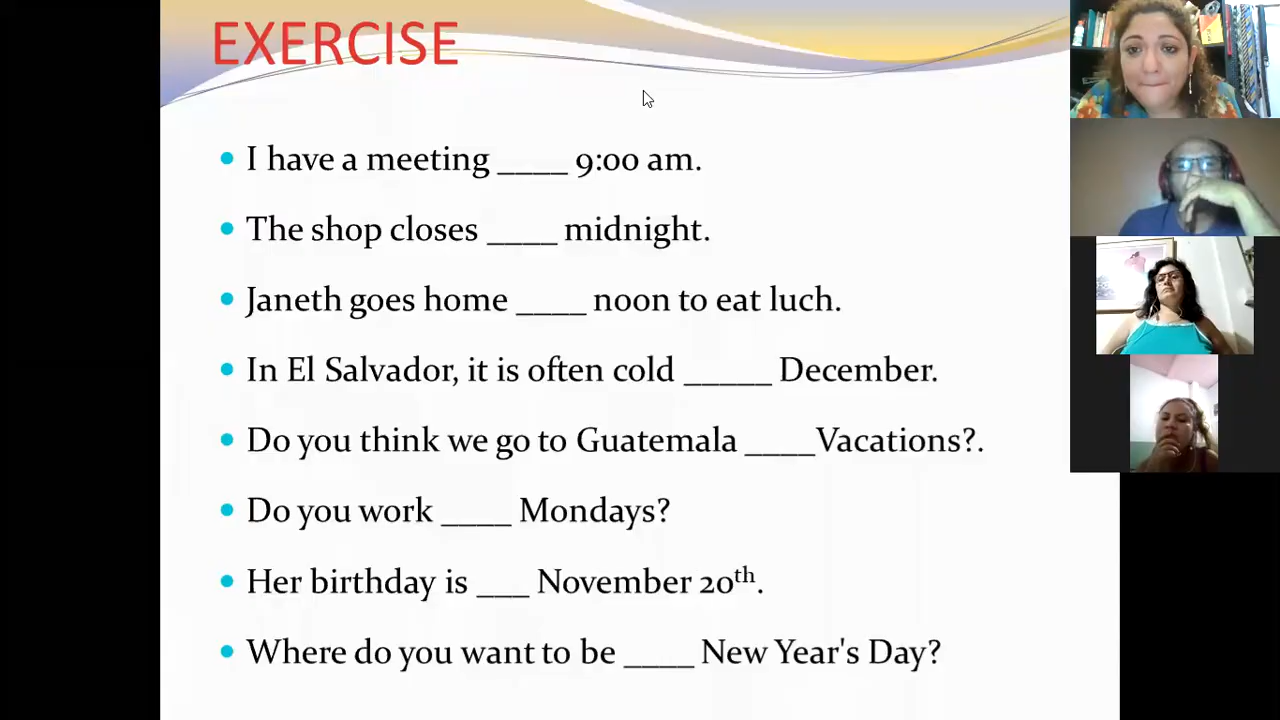 EXERCISE
• I have a meeting ____ 9:00 am.
• The shop closes ____ midnight.
• Janeth goes home ____ noon to eat luch.
• In El Salvador, it is often cold _____ December.
• Do you think we go to Guatemala ____Vacations?.
• Do you work ____ Mondays?
• Her birthday is ___ November 20th.
• Where do you want to be ____ New Year's Day?